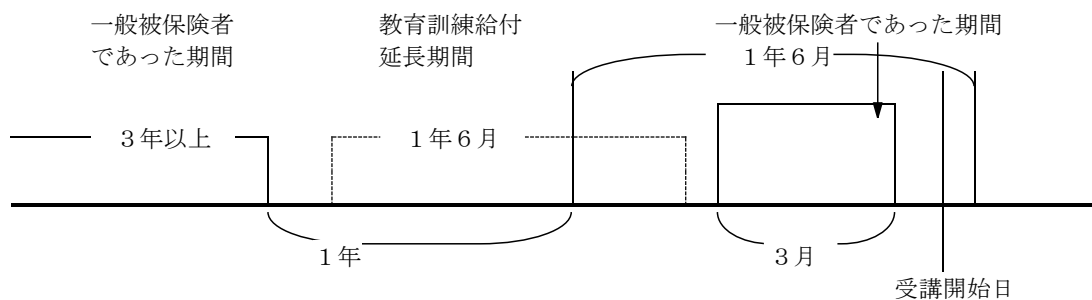 一般被保険者
であった期間
教育訓練給付
延長期間
一般被保険者であった期間
１年６月
３年以上
１年６月
１年
３月
受講開始日